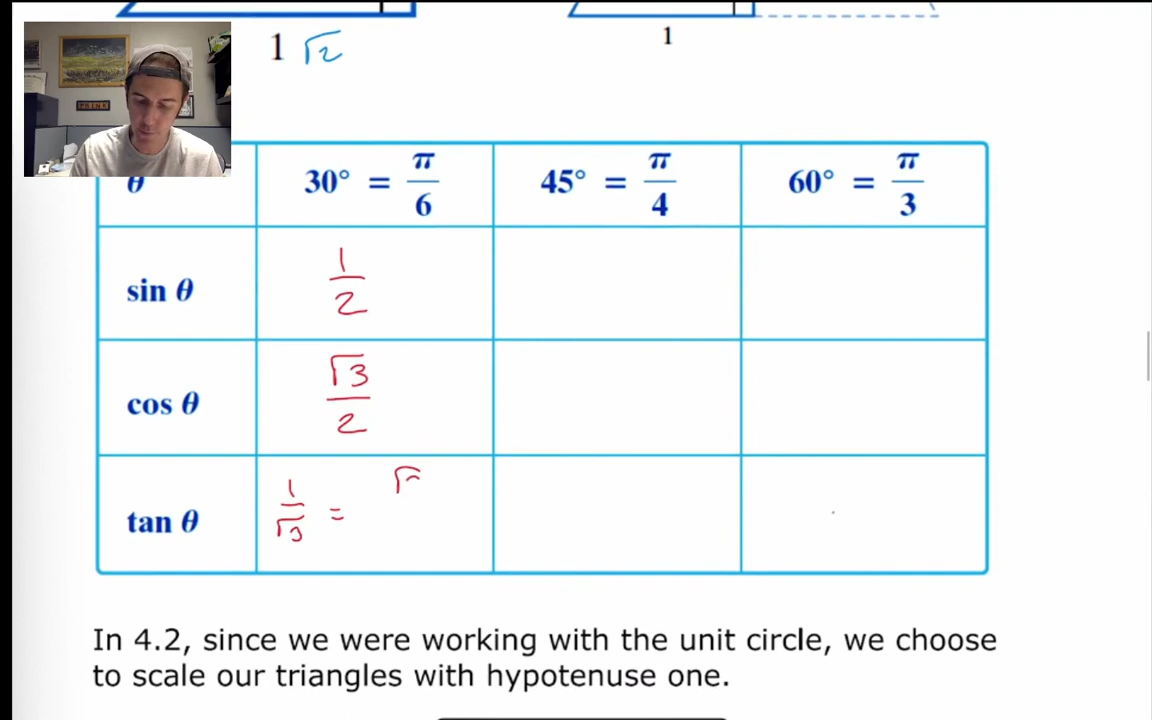 1 √2
1
THINK
θ 30° = π/6 45° = π/4 60° = π/3
sin θ 1/2
cos θ √3/2
tan θ 1/√3 = √
In 4.2, since we were working with the unit circle, we choose
to scale our triangles with hypotenuse one.